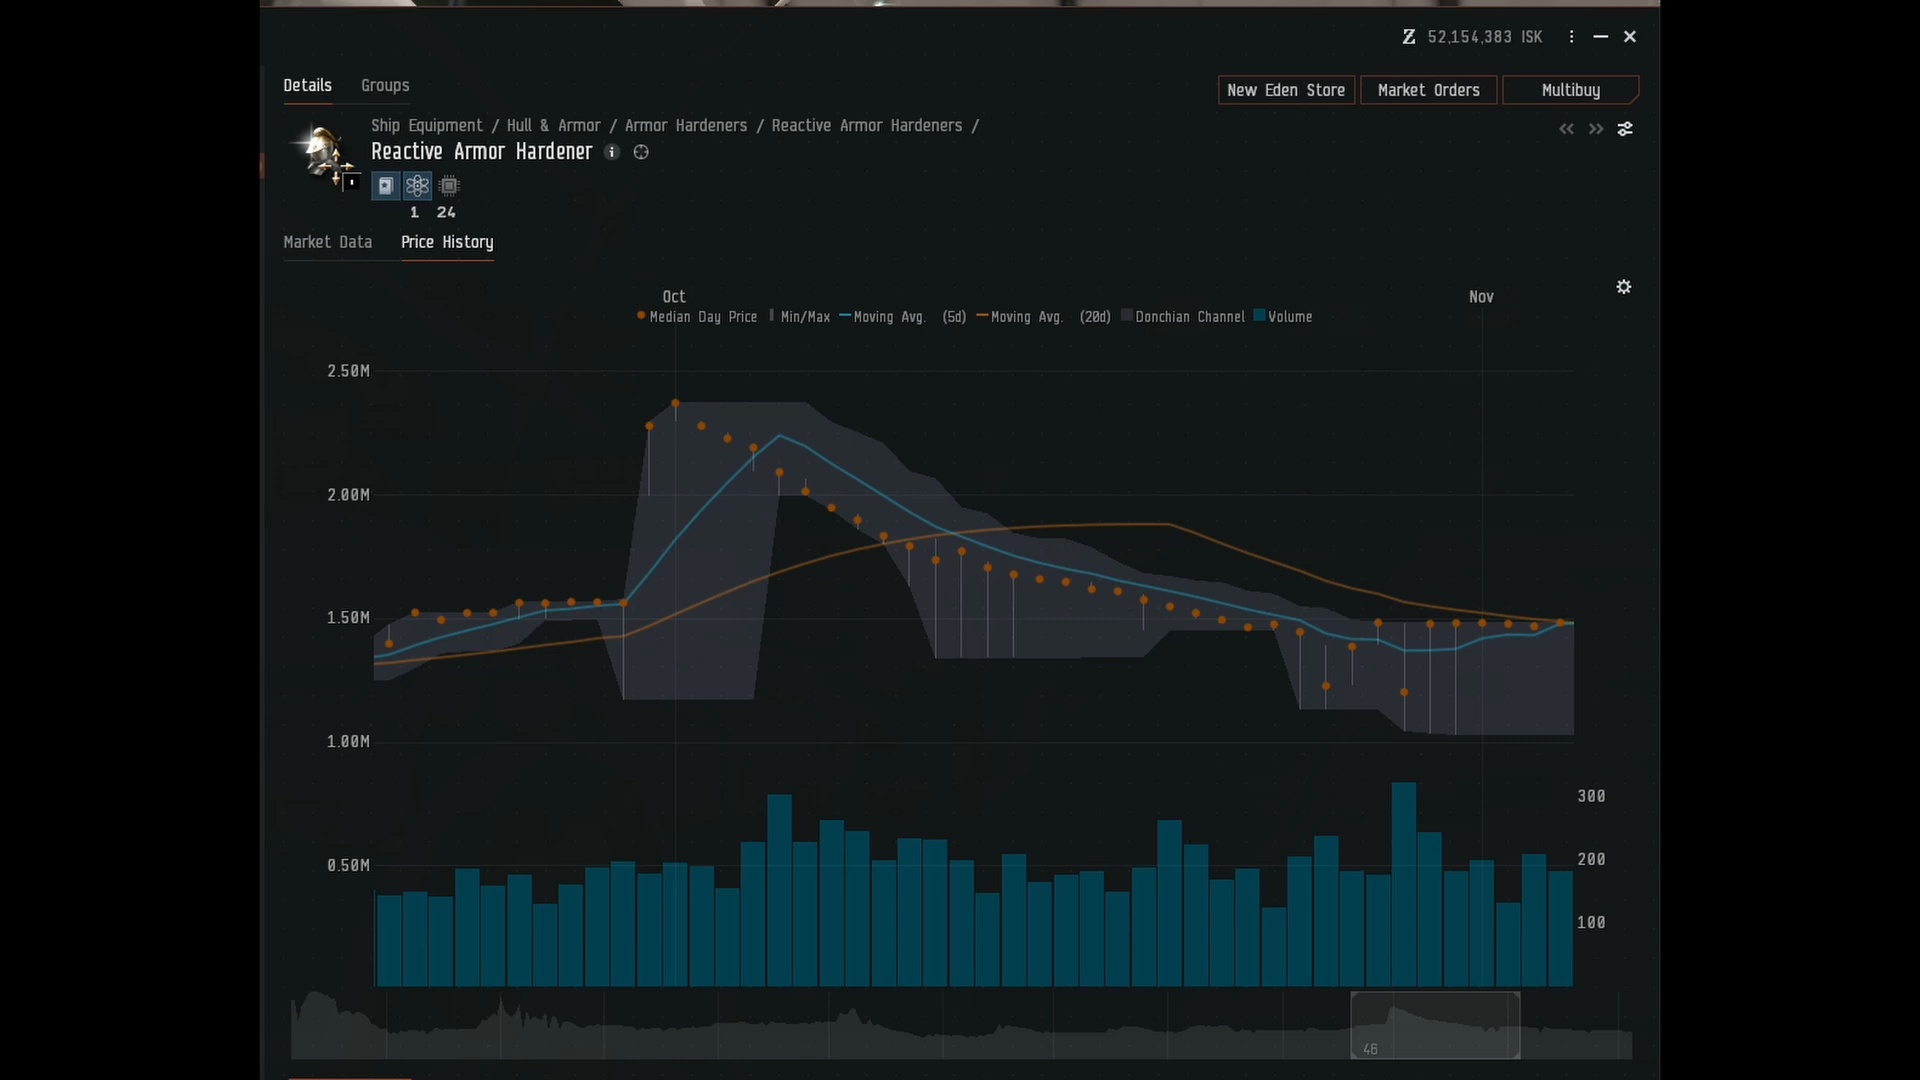 52,154,383 ISK
Details Groups
New Eden Store Market Orders Multibuy
Ship Equipment / Hull & Armor / Armor Hardeners / Reactive Armor Hardeners /
Reactive Armor Hardener
1 24
Market Data Price History
Oct Nov
Median Day Price Min/Max Moving Avg. (5d) Moving Avg. (20d) Donchian Channel Volume
2.50M
2.00M
1.50M
1.00M
300
0.50M 200
100
46